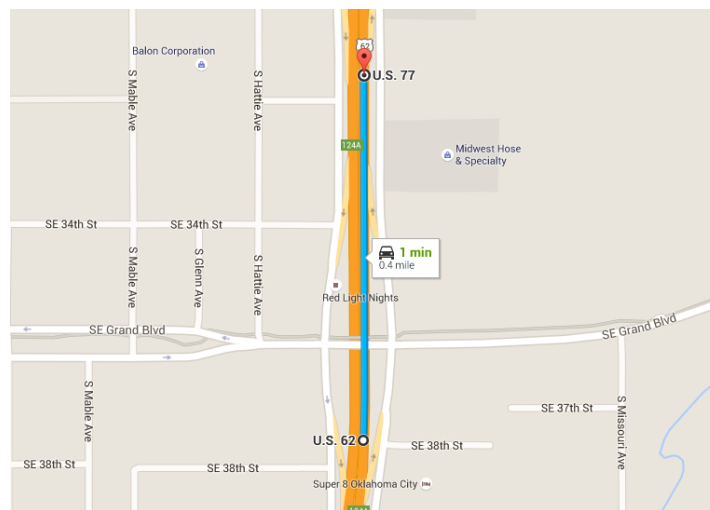 62
Balon Corporation
U.S. 77
S Mable Ave
S Hattie Ave
124A
Midwest Hose
& Specialty
SE 34th St
SE 34th St
S Mable Ave
S Glenn Ave
S Hattie Ave
1 min
0.4 mile
Red Light Nights
SE Grand Blvd
SE Grand Blvd
S Mable Ave
SE 37th St
S Missouri Ave
U.S. 62
SE 38th St
SE 38th St
SE 38th St
Super 8 Oklahoma City
124A